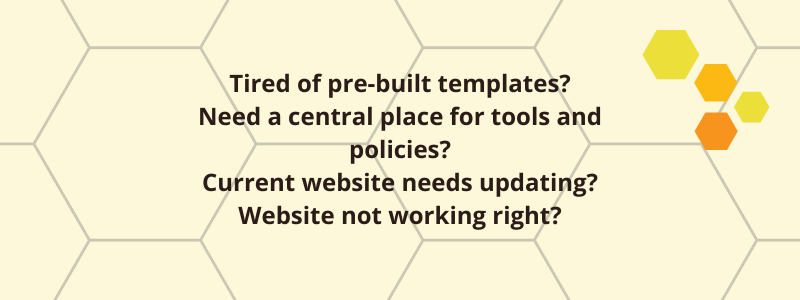 Tired of pre-built templates?
Need a central place for tools and
policies?
Current website needs updating?
Website not working right?